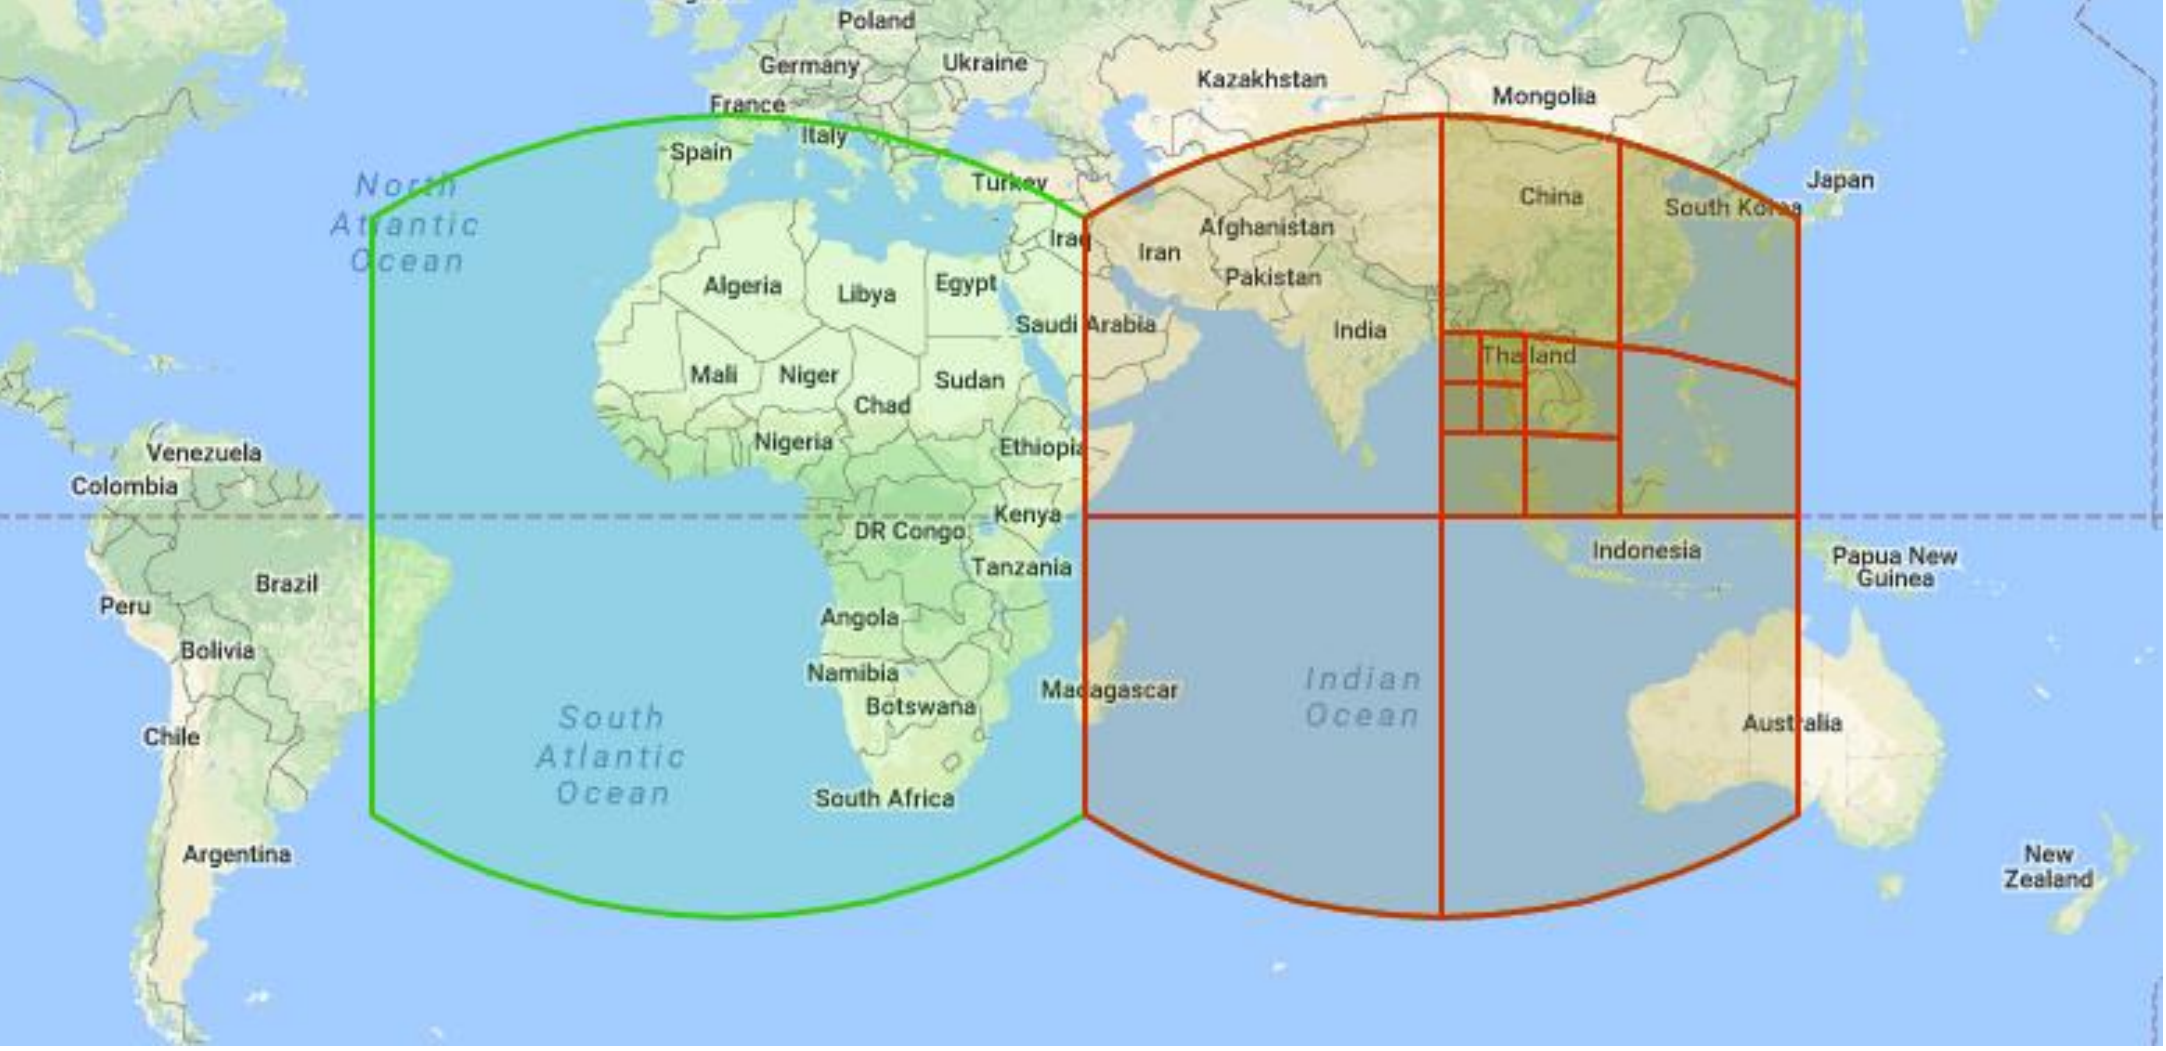 Poland
Germany
Ukraine
Kazakhstan
France
Mongolia
Italy
Spain
Turkey
Japan
North
Atlantic
Ocean
China
South Korea
Afghanistan
Iraq
Iran
Pakistan
Algeria
Libya
Egypt
Saudi Arabia
India
Thailand
Mali
Niger
Sudan
Chad
Nigeria
Ethiopia
Venezuela
Colombia
Kenya
DR Congo
Indonesia
Papua New
Guinea
Tanzania
Brazil
Peru
Angola
Bolivia
Namibia
Madagascar
Botswana
Indian
Ocean
South
Atlantic
Ocean
Chile
Australia
South Africa
Argentina
New
Zealand